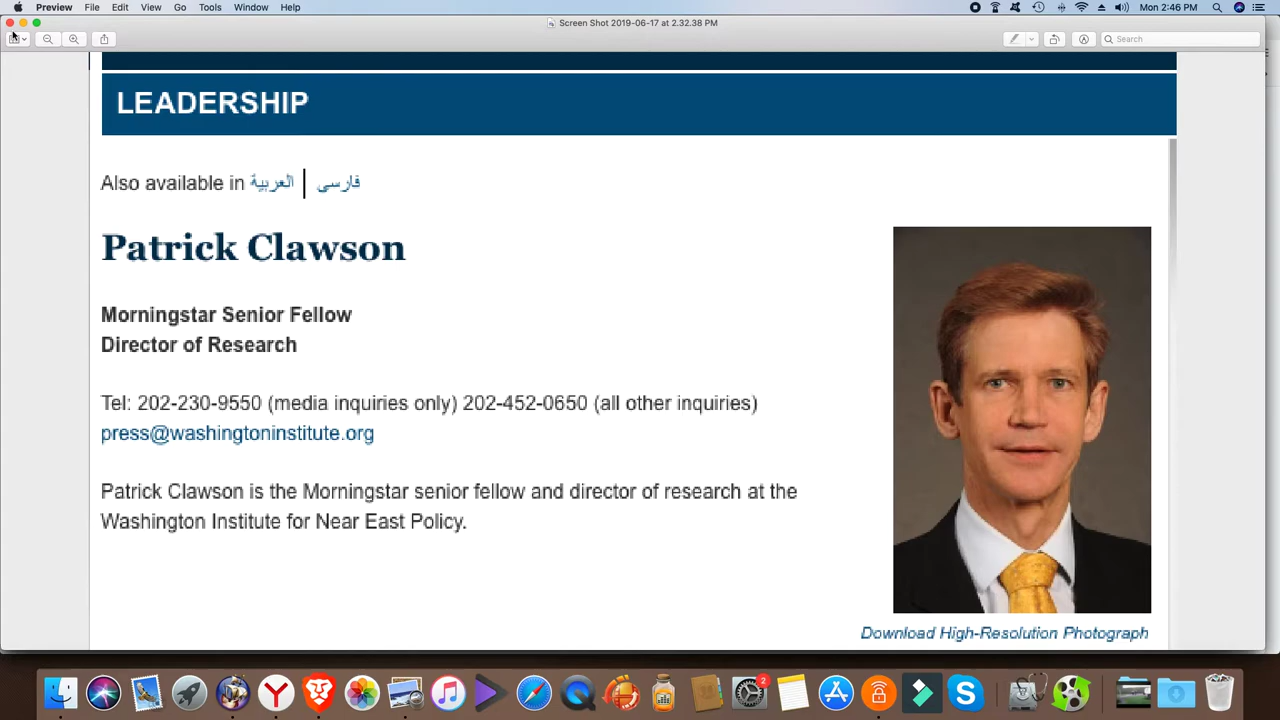 Preview File Edit View Go Tools Window Help Mon 2:46 PM
Screen Shot 2019-06-17 at 2.32.38 PM
Search
LEADERSHIP
Also available in العربية | فارسی
Patrick Clawson
Morningstar Senior Fellow
Director of Research
Tel: 202-230-9550 (media inquiries only) 202-452-0650 (all other inquiries)
press@washingtoninstitute.org
Patrick Clawson is the Morningstar senior fellow and director of research at the
Washington Institute for Near East Policy.
Download High-Resolution Photograph
2